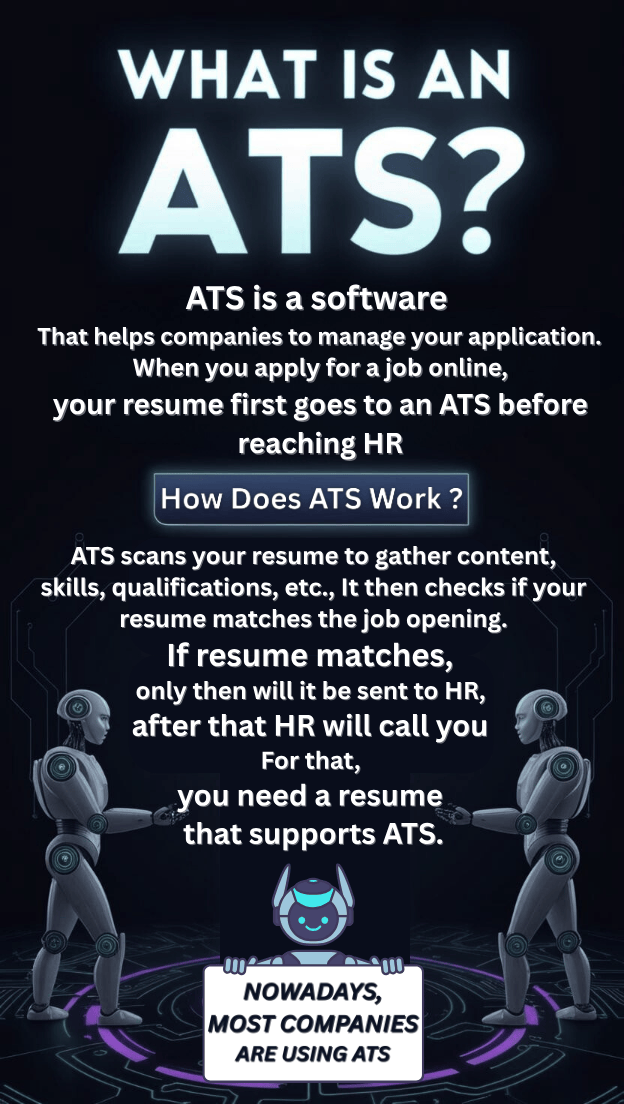 WHAT IS AN
ATS?
ATS is a software
That helps companies to manage your application.
When you apply for a job online,
your resume first goes to an ATS before
reaching HR
How Does ATS Work ?
ATS scans your resume to gather content,
skills, qualifications, etc., It then checks if your
resume matches the job opening.
If resume matches,
only then will it be sent to HR,
after that HR will call you
For that,
you need a resume
that supports ATS.
NOWADAYS,
MOST COMPANIES
ARE USING ATS